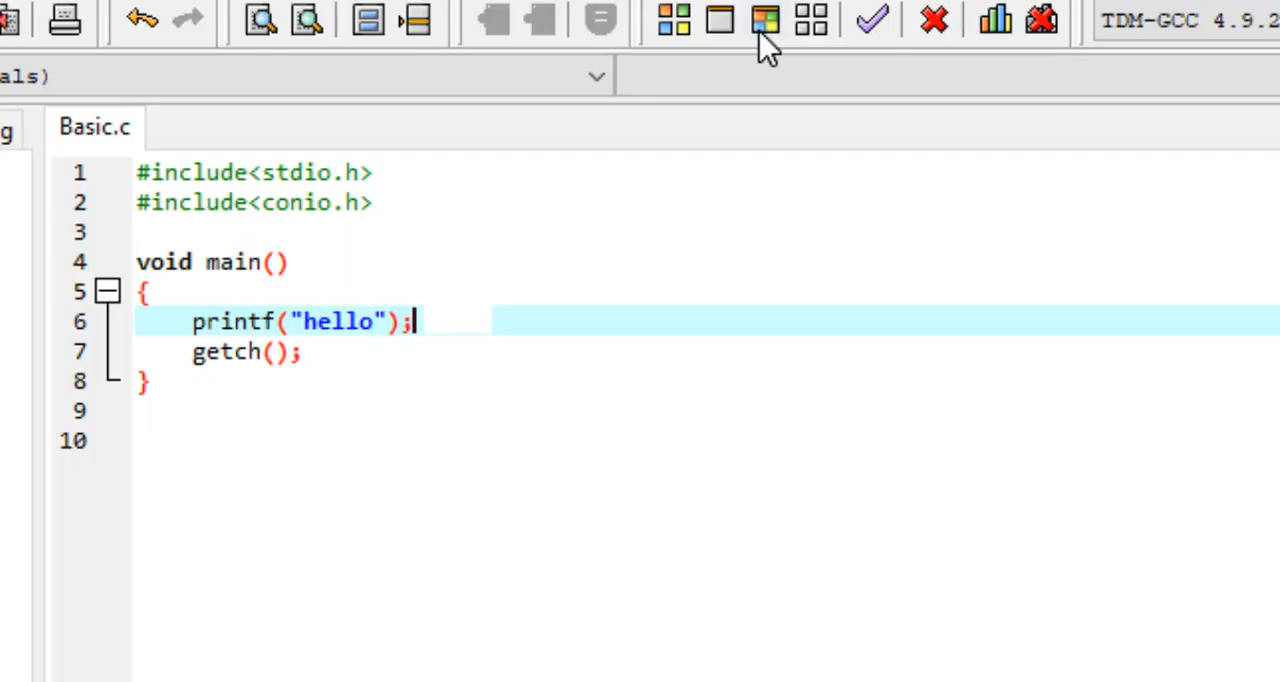 TDM-GCC 4.9.2
als)
g
Basic.c
1 #include<stdio.h>
2 #include<conio.h>
3
4 void main()
5 {
6 printf("hello");
7 getch();
8 }
9
10